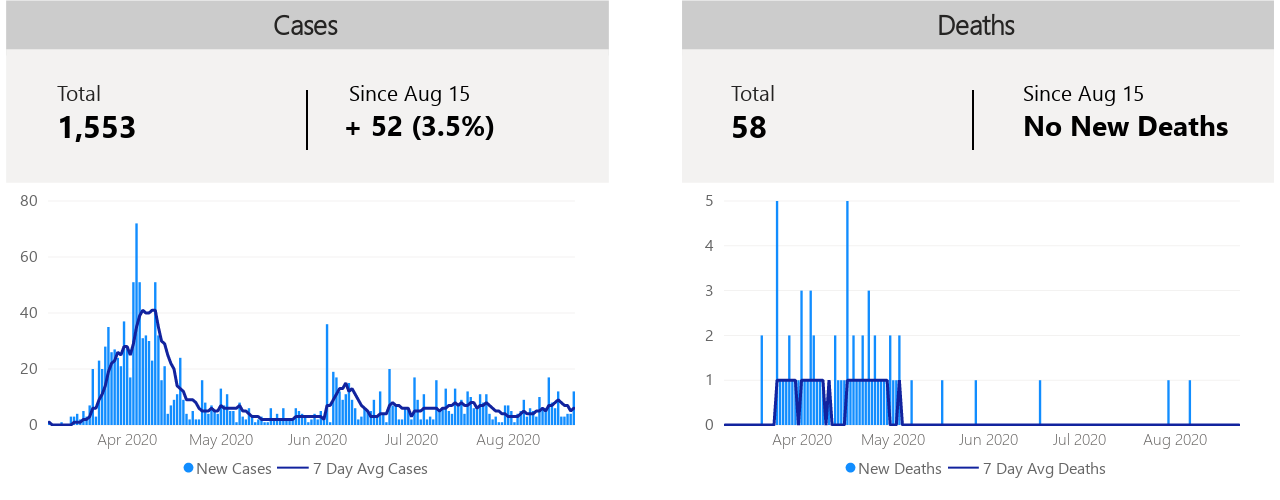 Cases
Total
1,553
Since Aug 15
+ 52 (3.5%)
80
60
40
20
0
Apr 2020 May 2020 Jun 2020 Jul 2020 Aug 2020
New Cases 7 Day Avg Cases
Deaths
Total
58
Since Aug 15
No New Deaths
5
4
3
2
1
0
Apr 2020 May 2020 Jun 2020 Jul 2020 Aug 2020
New Deaths 7 Day Avg Deaths